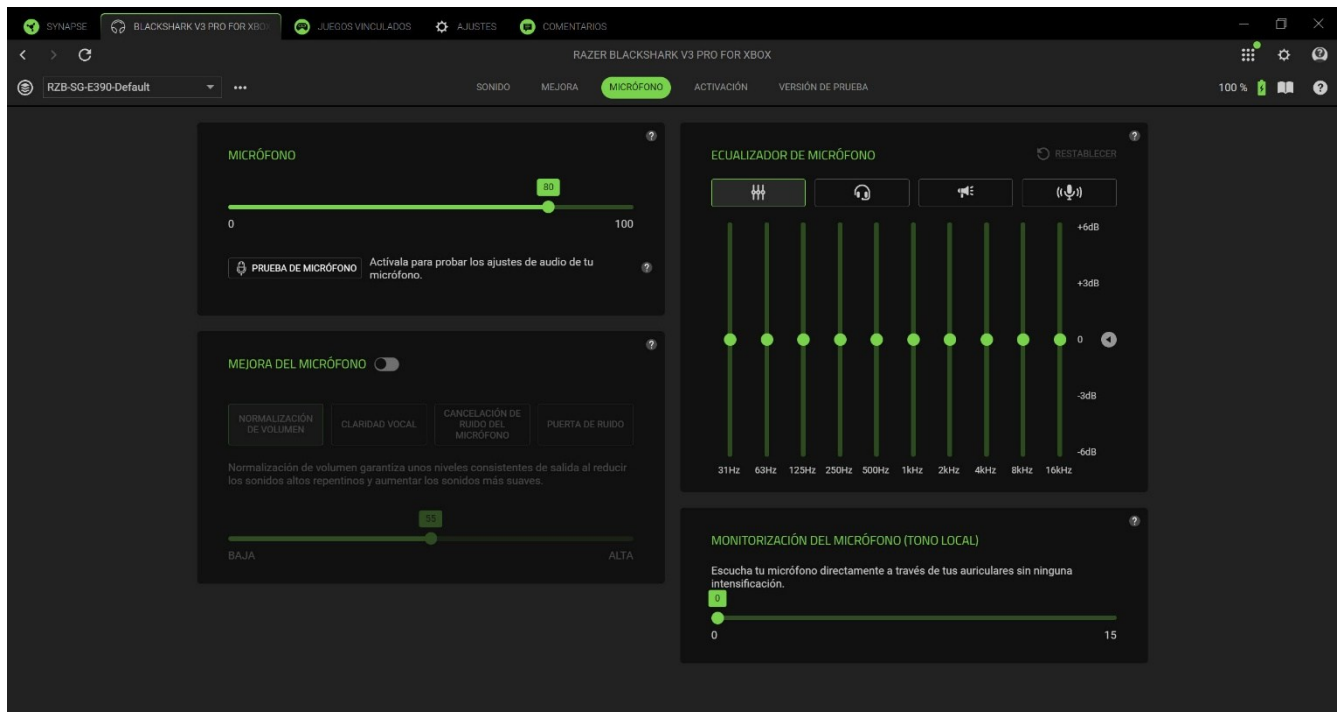 SYNAPSE
BLACKSHARK V3 PRO FOR XBOX
JUEGOS VINCULADOS
AJUSTES
COMENTARIOS
RAZER BLACKSHARK V3 PRO FOR XBOX
RZB-SG-E390-Default
SONIDO
MEJORA
MICRÓFONO
ACTIVACIÓN
VERSIÓN DE PRUEBA
100 %
MICRÓFONO
80
0
100
PRUEBA DE MICRÓFONO
Actívala para probar los ajustes de audio de tu
micrófono.
MEJORA DEL MICRÓFONO
NORMALIZACIÓN
DE VOLUMEN
CLARIDAD VOCAL
CANCELACIÓN DE
RUIDO DEL
MICRÓFONO
PUERTA DE RUIDO
Normalización de volumen garantiza unos niveles consistentes de salida al reducir
los sonidos altos repentinos y aumentar los sonidos más suaves.
BAJA
ALTA
ECUALIZADOR DE MICRÓFONO
RESTABLECER
+6dB
+3dB
0
-3dB
-6dB
31Hz 63Hz 125Hz 250Hz 500Hz 1kHz 2kHz 4kHz 8kHz 16kHz
MONITORIZACIÓN DEL MICRÓFONO (TONO LOCAL)
Escucha tu micrófono directamente a través de tus auriculares sin ninguna
intensificación.
0
0
15